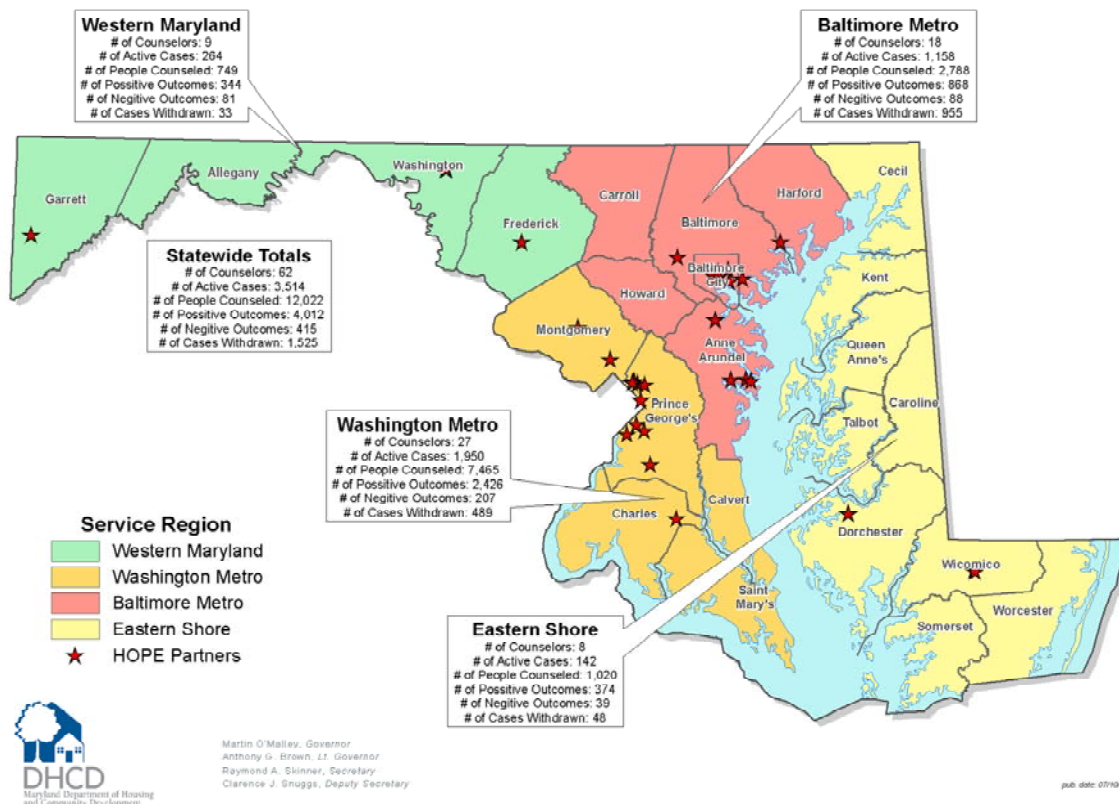 Western Maryland
# of Counselors: 9
# of Active Cases: 264
# of People Counseled: 749
# of Possitive Outcomes: 344
# of Negitive Outcomes: 81
# of Cases Withdrawn: 33
Baltimore Metro
# of Counselors: 18
# of Active Cases: 1,158
# of People Counseled: 2,788
# of Possitive Outcomes: 868
# of Negitive Outcomes: 88
# of Cases Withdrawn: 955
Garrett
Allegany
Washington
Frederick
Carroll
Baltimore
Harford
Cecil
Statewide Totals
# of Counselors: 62
# of Active Cases: 3,514
# of People Counseled: 12,022
# of Possitive Outcomes: 4,012
# of Negitive Outcomes: 415
# of Cases Withdrawn: 1,525
Baltimore
City
Kent
Howard
Montgomery
Anne
Arundel
Queen
Anne's
Caroline
Talbot
Prince
George's
Washington Metro
# of Counselors: 27
# of Active Cases: 1,950
# of People Counseled: 7,465
# of Possitive Outcomes: 2,426
# of Negitive Outcomes: 207
# of Cases Withdrawn: 489
Calvert
Charles
Dorchester
Wicomico
Saint
Mary's
Somerset
Worcester
Service Region
Western Maryland
Washington Metro
Baltimore Metro
Eastern Shore
HOPE Partners
Eastern Shore
# of Counselors: 8
# of Active Cases: 142
# of People Counseled: 1,020
# of Possitive Outcomes: 374
# of Negitive Outcomes: 39
# of Cases Withdrawn: 48
DHCD
Maryland Department of Housing
and Community Development
Martin O'Malley, Governor
Anthony G. Brown, Lt. Governor
Raymond A. Skinner, Secretary
Clarence J. Snuggs, Deputy Secretary
pub. date: